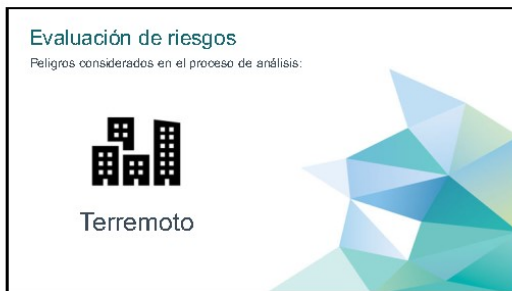 Evaluación de riesgos
Peligros considerados en el proceso de análisis:
Terremoto